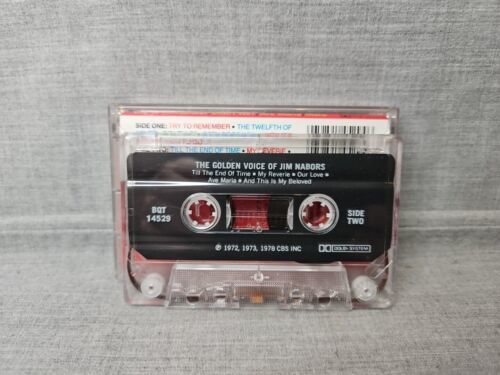 SIDE ONE: TRY TO REMEMBER • THE TWELFTH OF
TILL THE END OF TIME • MY REVERIE •
THE GOLDEN VOICE OF JIM NABORS
Till The End Of Time • My Reverie • Our Love •
Ave Maria • And This Is My Beloved
BQT
14529
SIDE
TWO
℗ 1972, 1973, 1978 CBS INC
DOLBY SYSTEM